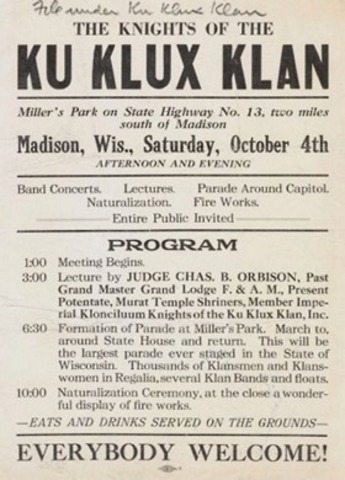 File under Ku Klux Klan
THE KNIGHTS OF THE
KU KLUX KLAN
Miller's Park on State Highway No. 13, two miles
south of Madison
Madison, Wis., Saturday, October 4th
AFTERNOON AND EVENING
Band Concerts. Lectures. Parade Around Capitol.
Naturalization. Fire Works.
Entire Public Invited
PROGRAM
1:00 Meeting Begins.
3:00 Lecture by JUDGE CHAS. B. ORBISON, Past
Grand Master Grand Lodge F. & A. M., Present
Potentate, Murat Temple Shriners, Member Impe-
rial Klonciluum Knights of the Ku Klux Klan, Inc.
6:30 Formation of Parade at Miller's Park. March to,
around State House and return. This will be
the largest parade ever staged in the State of
Wisconsin. Thousands of Klansmen and Klans-
women in Regalia, several Klan Bands and floats.
10:00 Naturalization Ceremony, at the close a wonder-
ful display of fire works.
—EATS AND DRINKS SERVED ON THE GROUNDS—
EVERYBODY WELCOME!